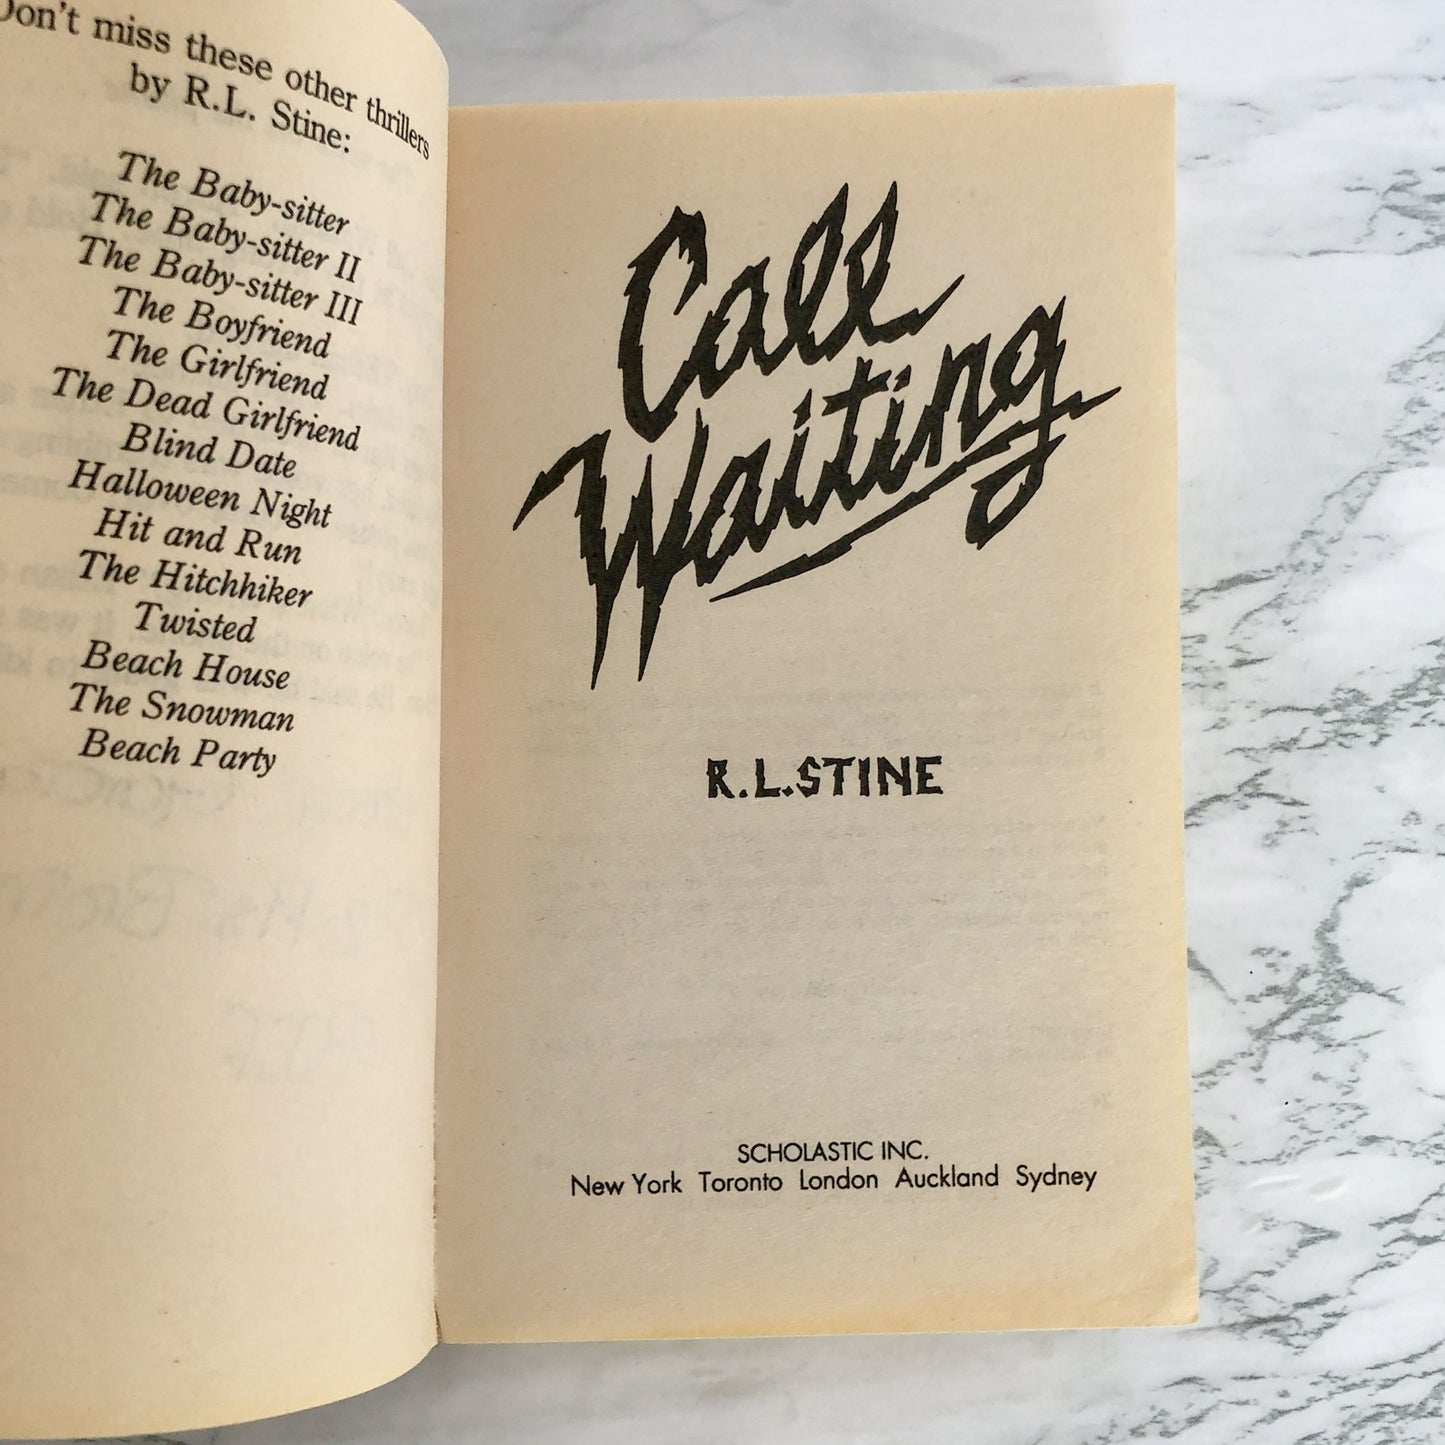 Don't miss these other thrillers
by R.L. Stine:
The Baby-sitter
The Baby-sitter II
The Baby-sitter III
The Boyfriend
The Girlfriend
The Dead Girlfriend
Blind Date
Halloween Night
Hit and Run
The Hitchhiker
Twisted
Beach House
The Snowman
Beach Party
Call
Waiting
R.L.STINE
SCHOLASTIC INC.
New York Toronto London Auckland Sydney